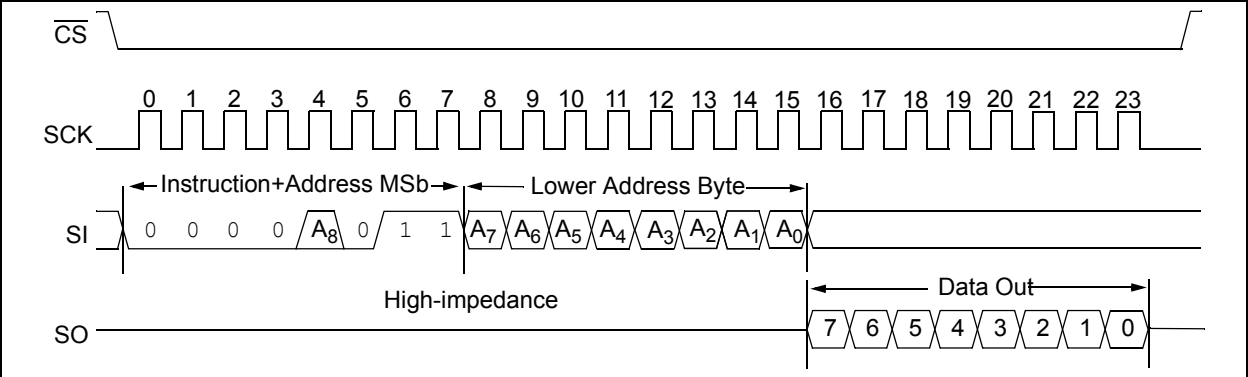 CS
0 1 2 3 4 5 6 7 8 9 10 11 12 13 14 15 16 17 18 19 20 21 22 23
SCK
Instruction+Address MSb Lower Address Byte
SI 0 0 0 0 A8 0 1 1 A7 A6 A5 A4 A3 A2 A1 A0
High-impedance Data Out
SO 7 6 5 4 3 2 1 0